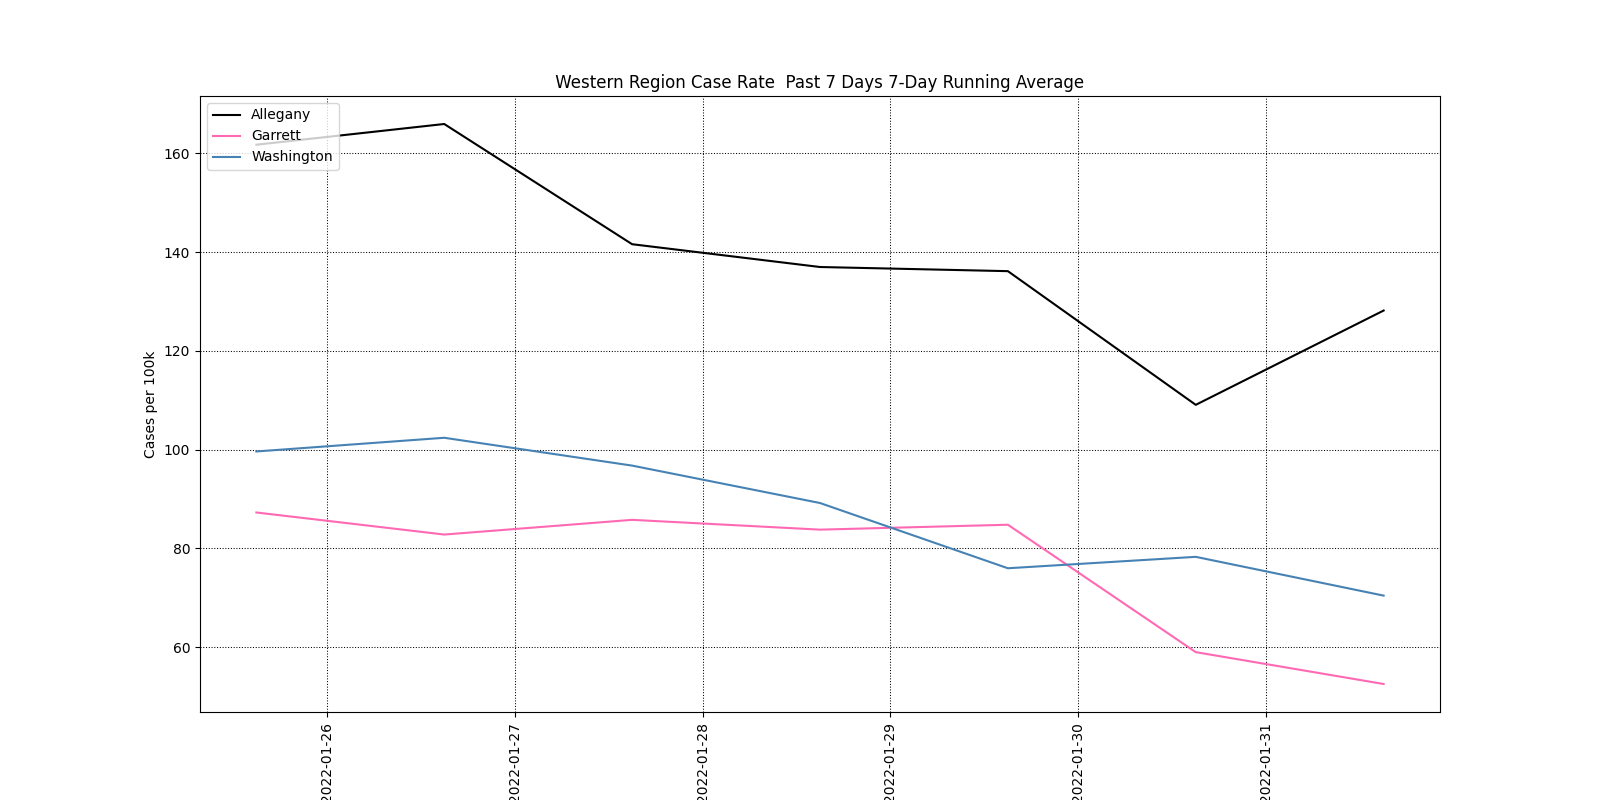 Western Region Case Rate  Past 7 Days 7-Day Running Average
Allegany
Garrett
Washington
Cases per 100k
160
140
120
100
80
60
2022-01-26
2022-01-27
2022-01-28
2022-01-29
2022-01-30
2022-01-31